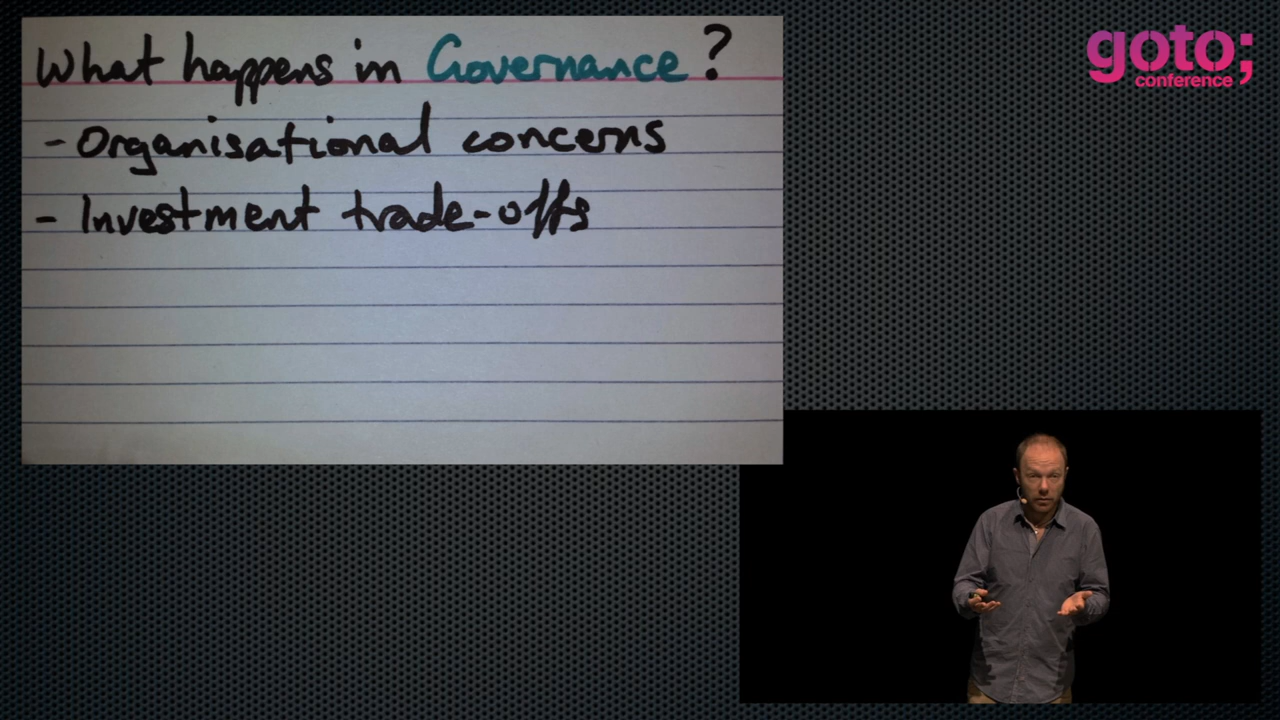 What happens in Governance?
- Organisational concerns
- Investment trade-offs
goto;
conference